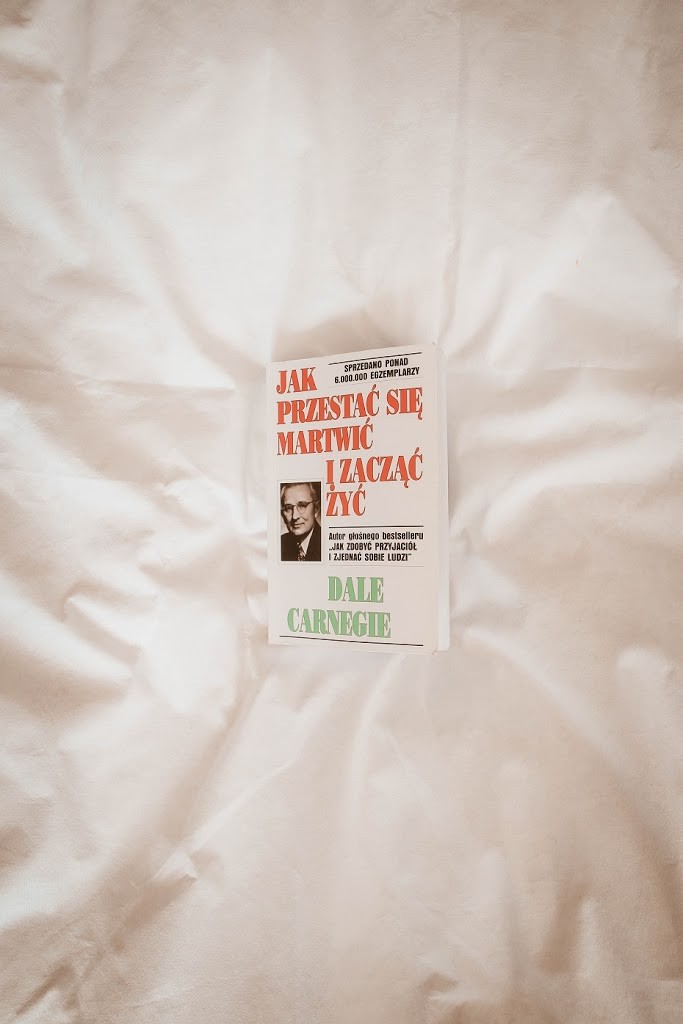 SPRZEDANO PONAD
6.000.000 EGZEMPLARZY
JAK
PRZESTAĆ SIĘ
MARTWIĆ
I ZACZĄĆ
ŻYĆ
Autor głośnego bestselleru
„JAK ZDOBYĆ PRZYJACIÓŁ
I ZJEDNAĆ SOBIE LUDZI”
DALE
CARNEGIE